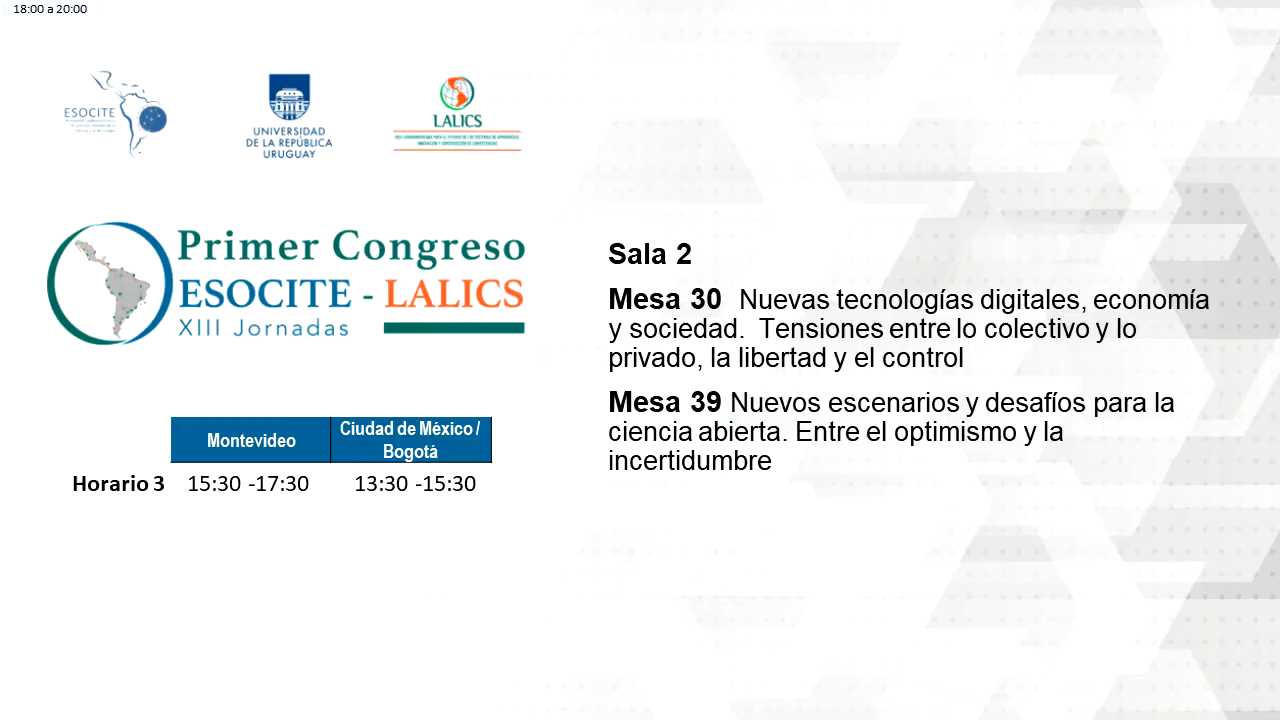 18:00 a 20:00
ESOCITE
UNIVERSIDAD
DE LA REPÚBLICA
URUGUAY
LALICS
Primer Congreso
ESOCITE - LALICS
XIII Jornadas
Sala 2
Mesa 30 Nuevas tecnologías digitales, economía
y sociedad. Tensiones entre lo colectivo y lo
privado, la libertad y el control
Mesa 39 Nuevos escenarios y desafíos para la
ciencia abierta. Entre el optimismo y la
incertidumbre
Montevideo
Ciudad de México /
Bogotá
Horario 3 15:30 -17:30 13:30 -15:30